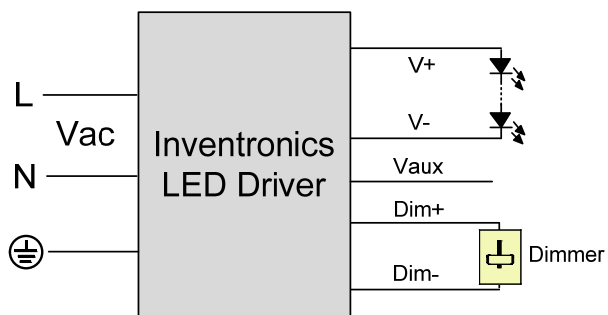 L
Vac
N
Inventronics
LED Driver
V+
V-
Vaux
Dim+
Dim-
Dimmer